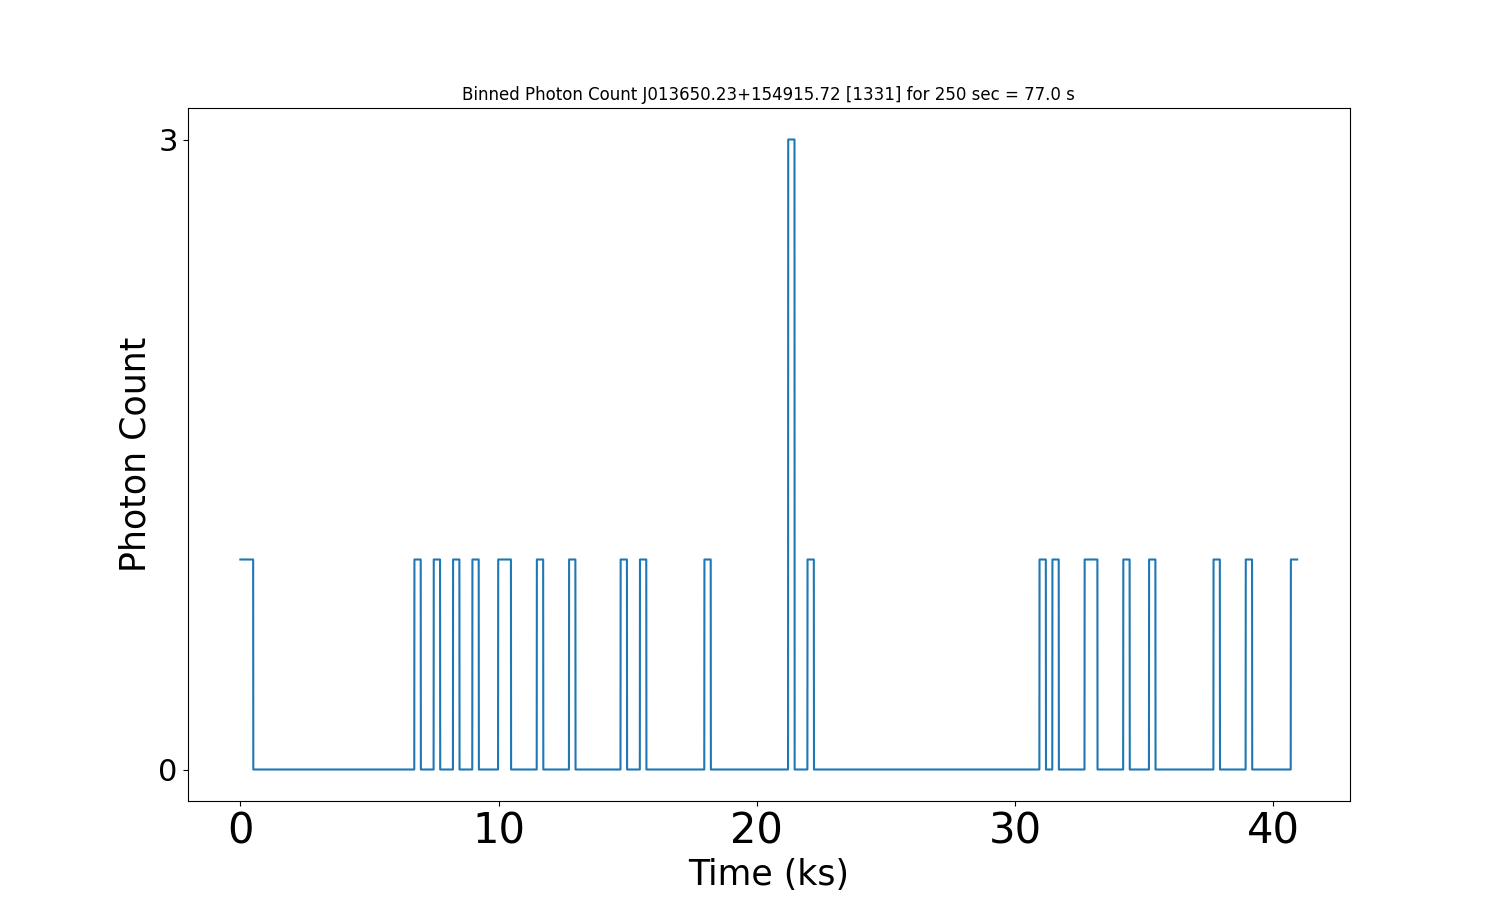 Binned Photon Count J013650.23+154915.72 [1331] for 250 sec = 77.0 s
3
Photon Count
0
0 10 20 30 40
Time (ks)